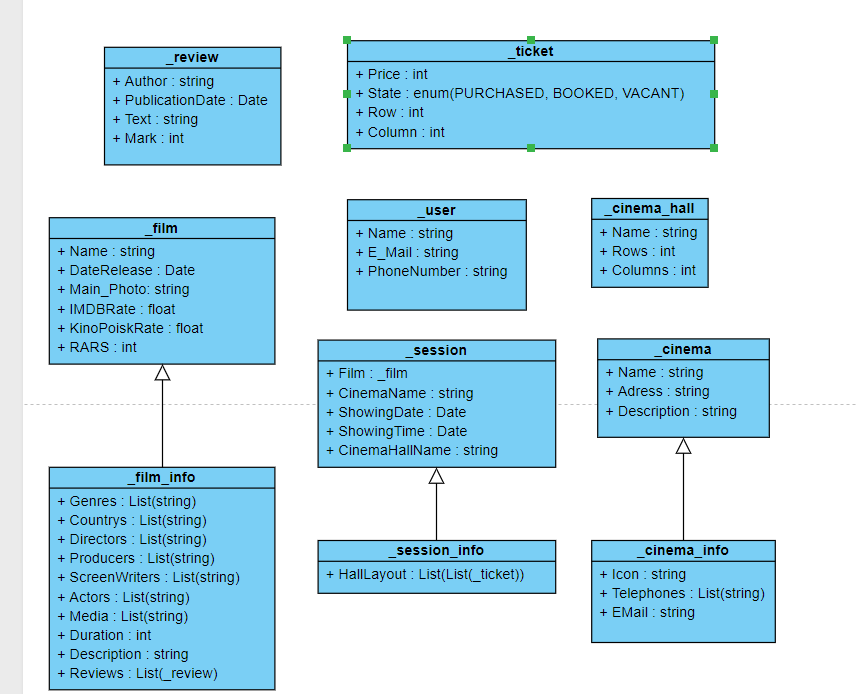 _review
+ Author : string
+ PublicationDate : Date
+ Text : string
+ Mark : int
_ticket
+ Price : int
+ State : enum(PURCHASED, BOOKED, VACANT)
+ Row : int
+ Column : int
_film
+ Name : string
+ DateRelease : Date
+ Main_Photo: string
+ IMDBRate : float
+ KinoPoiskRate : float
+ RARS : int
_user
+ Name : string
+ E_Mail : string
+ PhoneNumber : string
_cinema_hall
+ Name : string
+ Rows : int
+ Columns : int
_session
+ Film : _film
+ CinemaName : string
+ ShowingDate : Date
+ ShowingTime : Date
+ CinemaHallName : string
_cinema
+ Name : string
+ Adress : string
+ Description : string
_film_info
+ Genres : List(string)
+ Countrys : List(string)
+ Directors : List(string)
+ Producers : List(string)
+ ScreenWriters : List(string)
+ Actors : List(string)
+ Media : List(string)
+ Duration : int
+ Description : string
+ Reviews : List(_review)
_session_info
+ HallLayout : List(List(_ticket))
_cinema_info
+ Icon : string
+ Telephones : List(string)
+ EMail : string